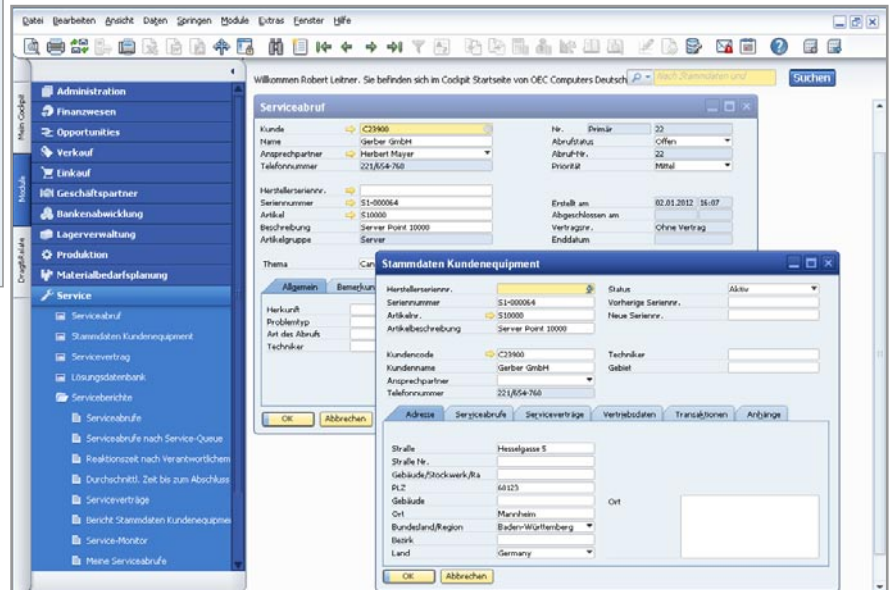 Datei Bearbeiten Ansicht Daten Springen Module Extras Fenster Hilfe
Willkommen Robert Leitner. Sie befinden sich im Cockpit Startseite von OEC Computers Deutsch
Nach Stammdaten und
Suchen
Mein Cockpit
Module
Drag&Relate
Administration
Finanzwesen
Opportunities
Verkauf
Einkauf
Geschäftspartner
Bankenabwicklung
Lagerverwaltung
Produktion
Materialbedarfsplanung
Service
Serviceabruf
Stammdaten Kundenequipment
Servicevertrag
Lösungsdatenbank
Serviceberichte
Serviceabrufe
Serviceabrufe nach Service-Queue
Reaktionszeit nach Verantwortlichem
Durchschnittl. Zeit bis zum Abschluss
Serviceverträge
Bericht Stammdaten Kundenequipme
Service-Monitor
Meine Serviceabrufe
Serviceabruf
Kunde C23900 Nr. Primär 22
Name Gerber GmbH Abrufstatus Offen
Ansprechpartner Herbert Mayer Abruf-Nr. 22
Telefonnummer 221/654-760 Priorität Mittel
Herstellerseriennr.
Seriennummer S1-000064 Erstellt am 02.01.2012 16:07
Artikel S10000 Abgeschlossen am
Beschreibung Server Point 10000 Vertragsnr. Ohne Vertrag
Artikelgruppe Server Enddatum
Thema Can
Allgemein Bemerkun
Herkunft
Problemtyp
Art des Abrufs
Techniker
OK Abbrechen
Stammdaten Kundenequipment
Herstellerseriennr. Status Aktiv
Seriennummer S1-000064 Vorherige Seriennr.
Artikelnr. S10000 Neue Seriennr.
Artikelbeschreibung Server Point 10000
Kundencode C23900 Techniker
Kundenname Gerber GmbH Gebiet
Ansprechpartner
Telefonnummer 221/654-760
Adresse Serviceabrufe Serviceverträge Vertriebsdaten Transaktionen Anhänge
Straße Hesselgasse 5
Straße Nr.
Gebäude/Stockwerk/Ra
PLZ 68123
Gebäude Ort
Ort Mannheim
Bundesland/Region Baden-Württemberg
Bezirk
Land Germany
OK Abbrechen